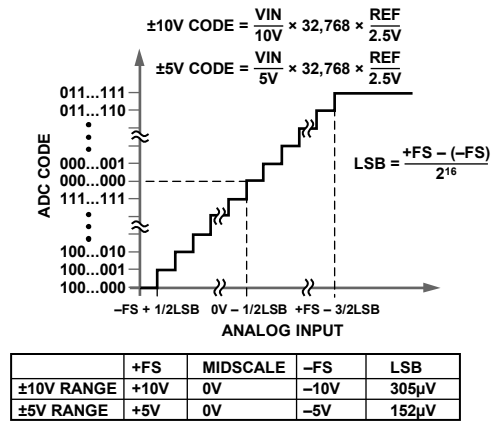 ±10V CODE = VIN/10V × 32,768 × REF/2.5V
±5V CODE = VIN/5V × 32,768 × REF/2.5V
011...111
011...110
000...001
000...000
111...111
100...010
100...001
100...000
ADC CODE
LSB = +FS – (–FS)/2¹⁶
–FS + 1/2LSB 0V – 1/2LSB +FS – 3/2LSB
ANALOG INPUT
+FS MIDSCALE –FS LSB
±10V RANGE +10V 0V –10V 305µV
±5V RANGE +5V 0V –5V 152µV